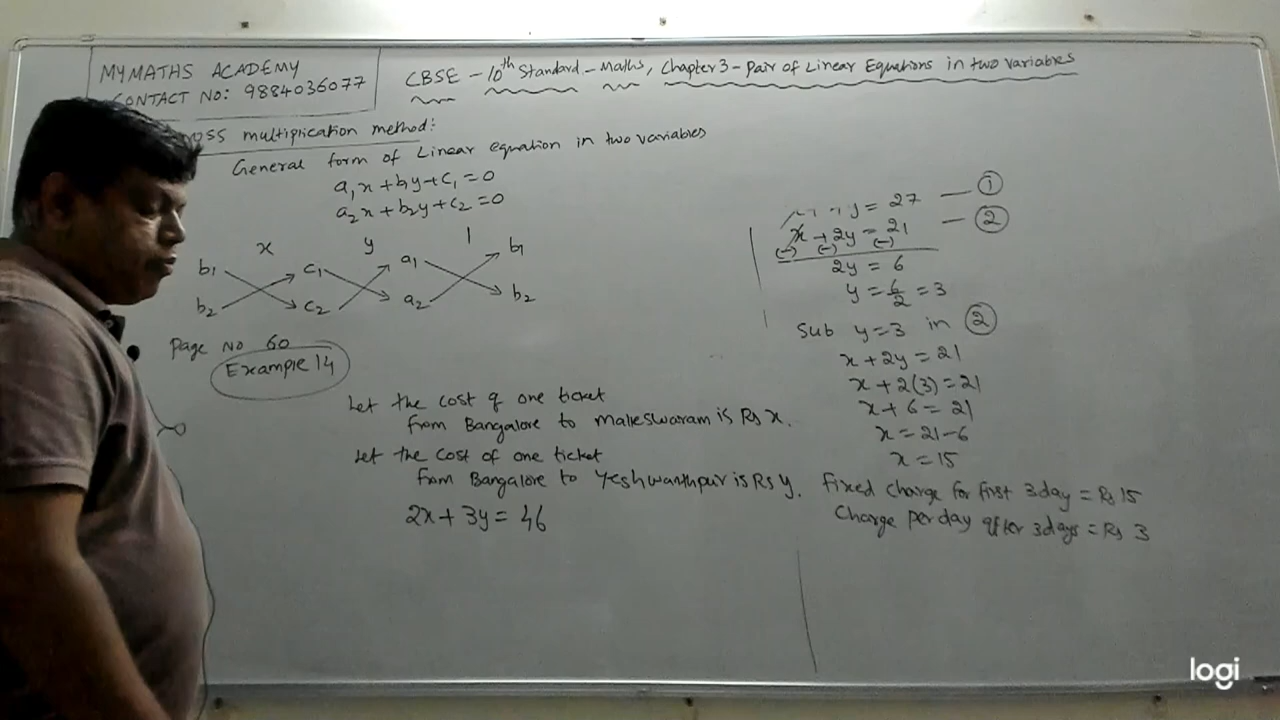 MYMATHS ACADEMY
CONTACT NO: 9884036077
CBSE - 10th Standard - Maths, Chapter 3 - Pair of Linear Equations in two variables
multiplication method:
General form of Linear equation in two variables
a₁x + b₁y + c₁ = 0
a₂x + b₂y + c₂ = 0
x y 1
b₁ c₁ a₁ b₁
b₂ c₂ a₂ b₂
Page No 60
Example 14
Let the cost of one ticket
from Bangalore to Malleswaram is Rs x.
Let the cost of one ticket
from Bangalore to Yeshwanthpur is Rs y.
2x + 3y = 46
y = 27 — ①
x + 2y = 21 — ②
(-) (-) (-)
2y = 6
y = 6/2 = 3
Sub y = 3 in ②
x + 2y = 21
x + 2(3) = 21
x + 6 = 21
x = 21 - 6
x = 15
Fixed charge for first 3 day = Rs 15
Charge per day after 3 days = Rs 3
logi